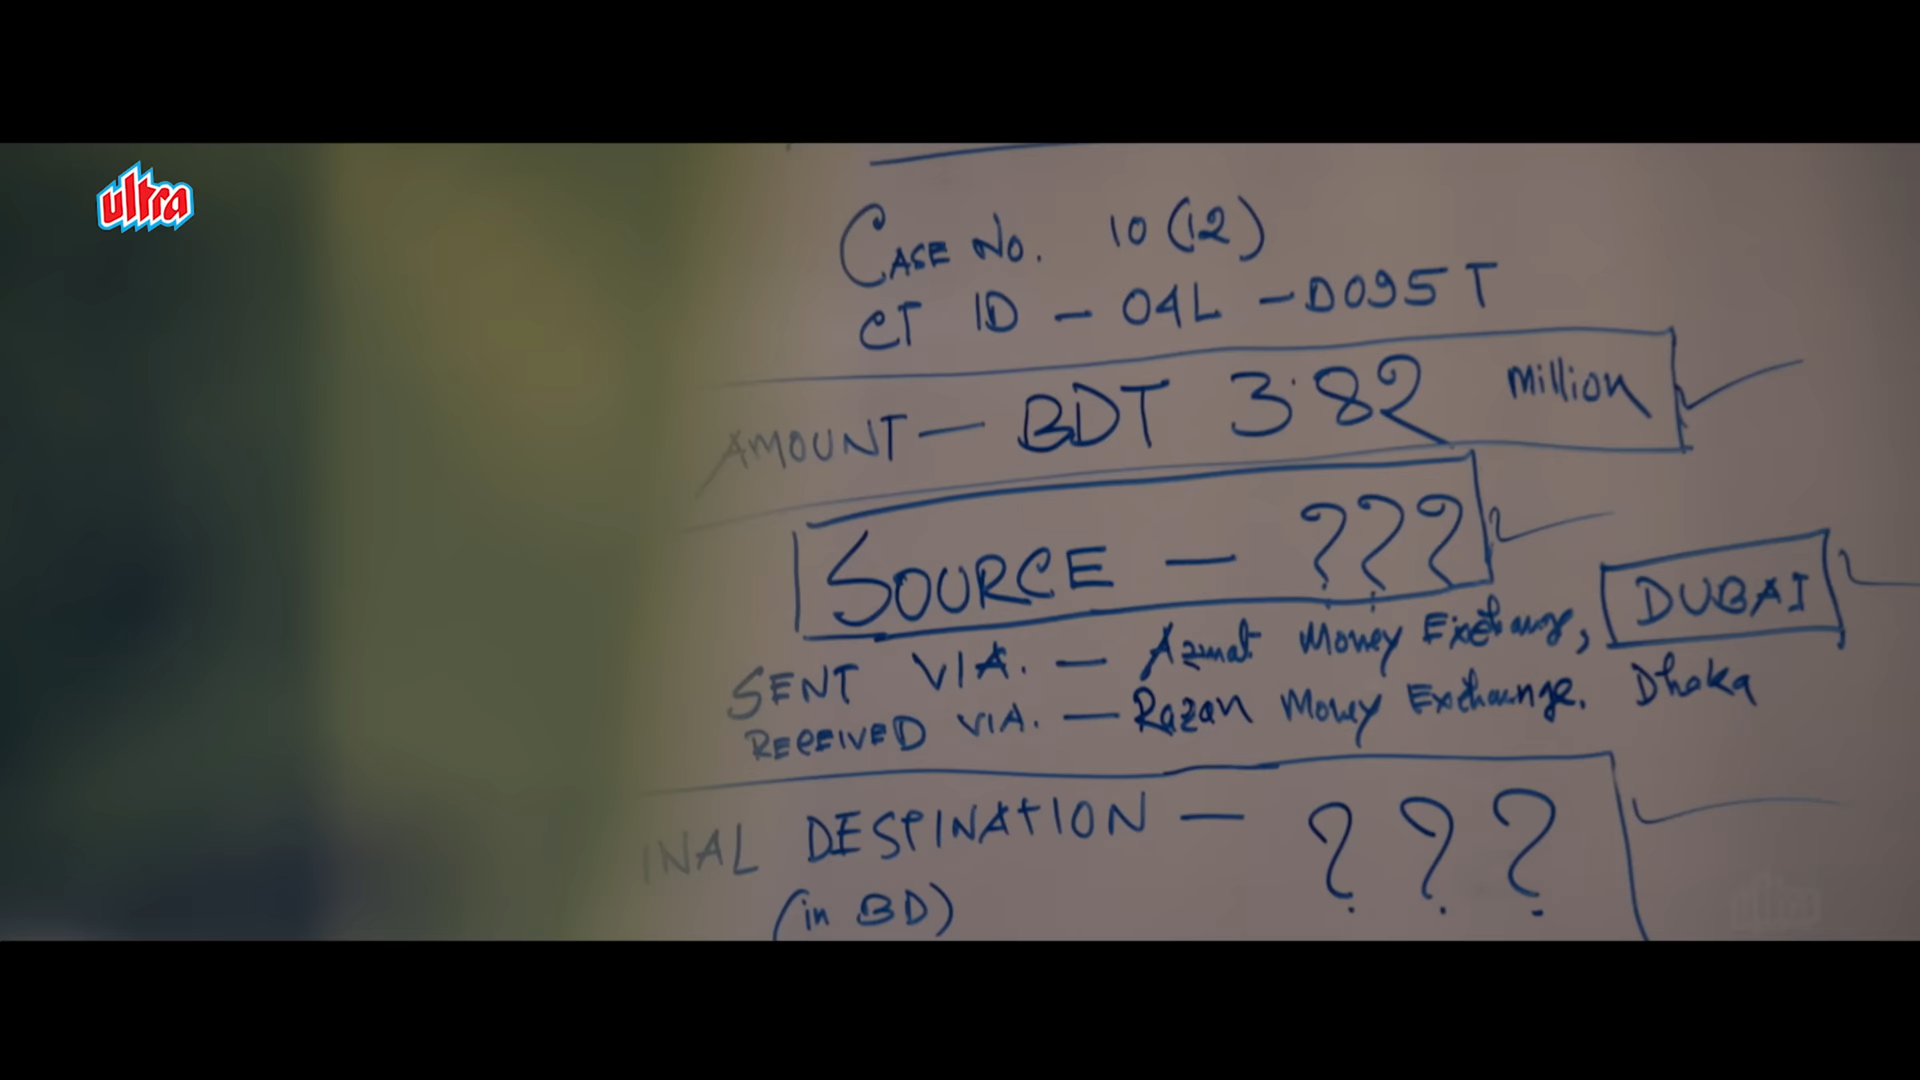 ultra
CASE No. 10 (12)
CT ID - 04L - D095T
AMOUNT - BDT 3.82 million
SOURCE - ???
SENT VIA. - Azmat Money Exchange, DUBAI
RECEIVED VIA. - Razan Money Exchange. Dhaka
INAL DESTINATION - ???
(in BD)